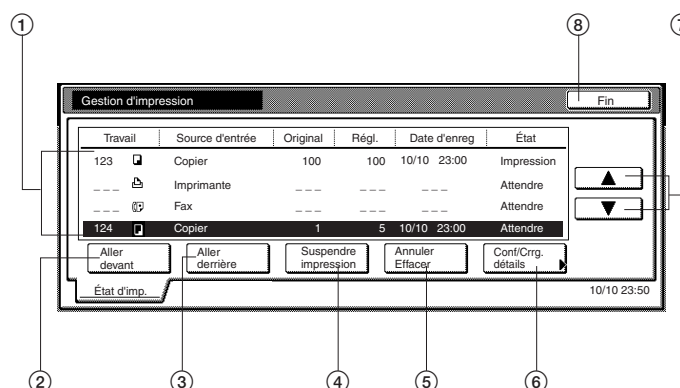 ① ⑧ ⑦
Gestion d'impression Fin
Travail Source d'entrée Original Régl. Date d'enreg État
123 Copier 100 100 10/10 23:00 Impression
_ _ _ Imprimante _ _ _ _ _ _ _ _ _ Attendre
_ _ _ Fax _ _ _ _ _ _ _ _ _ Attendre
124 Copier 1 5 10/10 23:00 Attendre
Aller devant
Aller derrière
Suspendre impression
Annuler Effacer
Conf/Crrg. détails
État d'imp. 10/10 23:50
② ③ ④ ⑤ ⑥